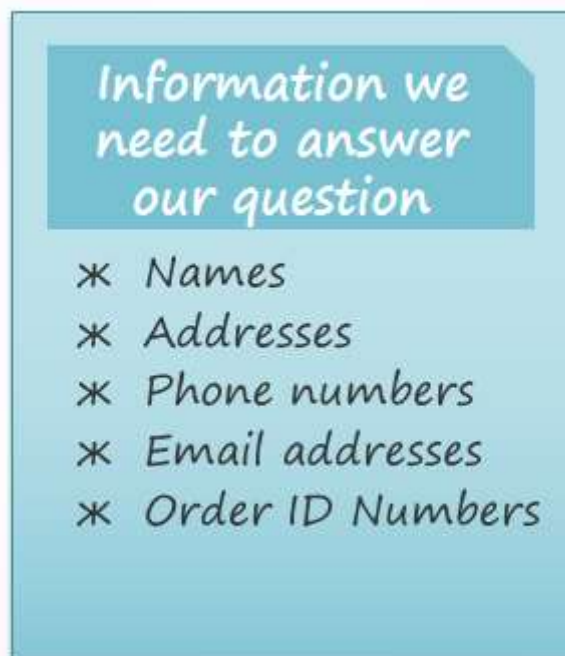 Information we
need to answer
our question
ж Names
ж Addresses
ж Phone numbers
ж Email addresses
ж Order ID Numbers